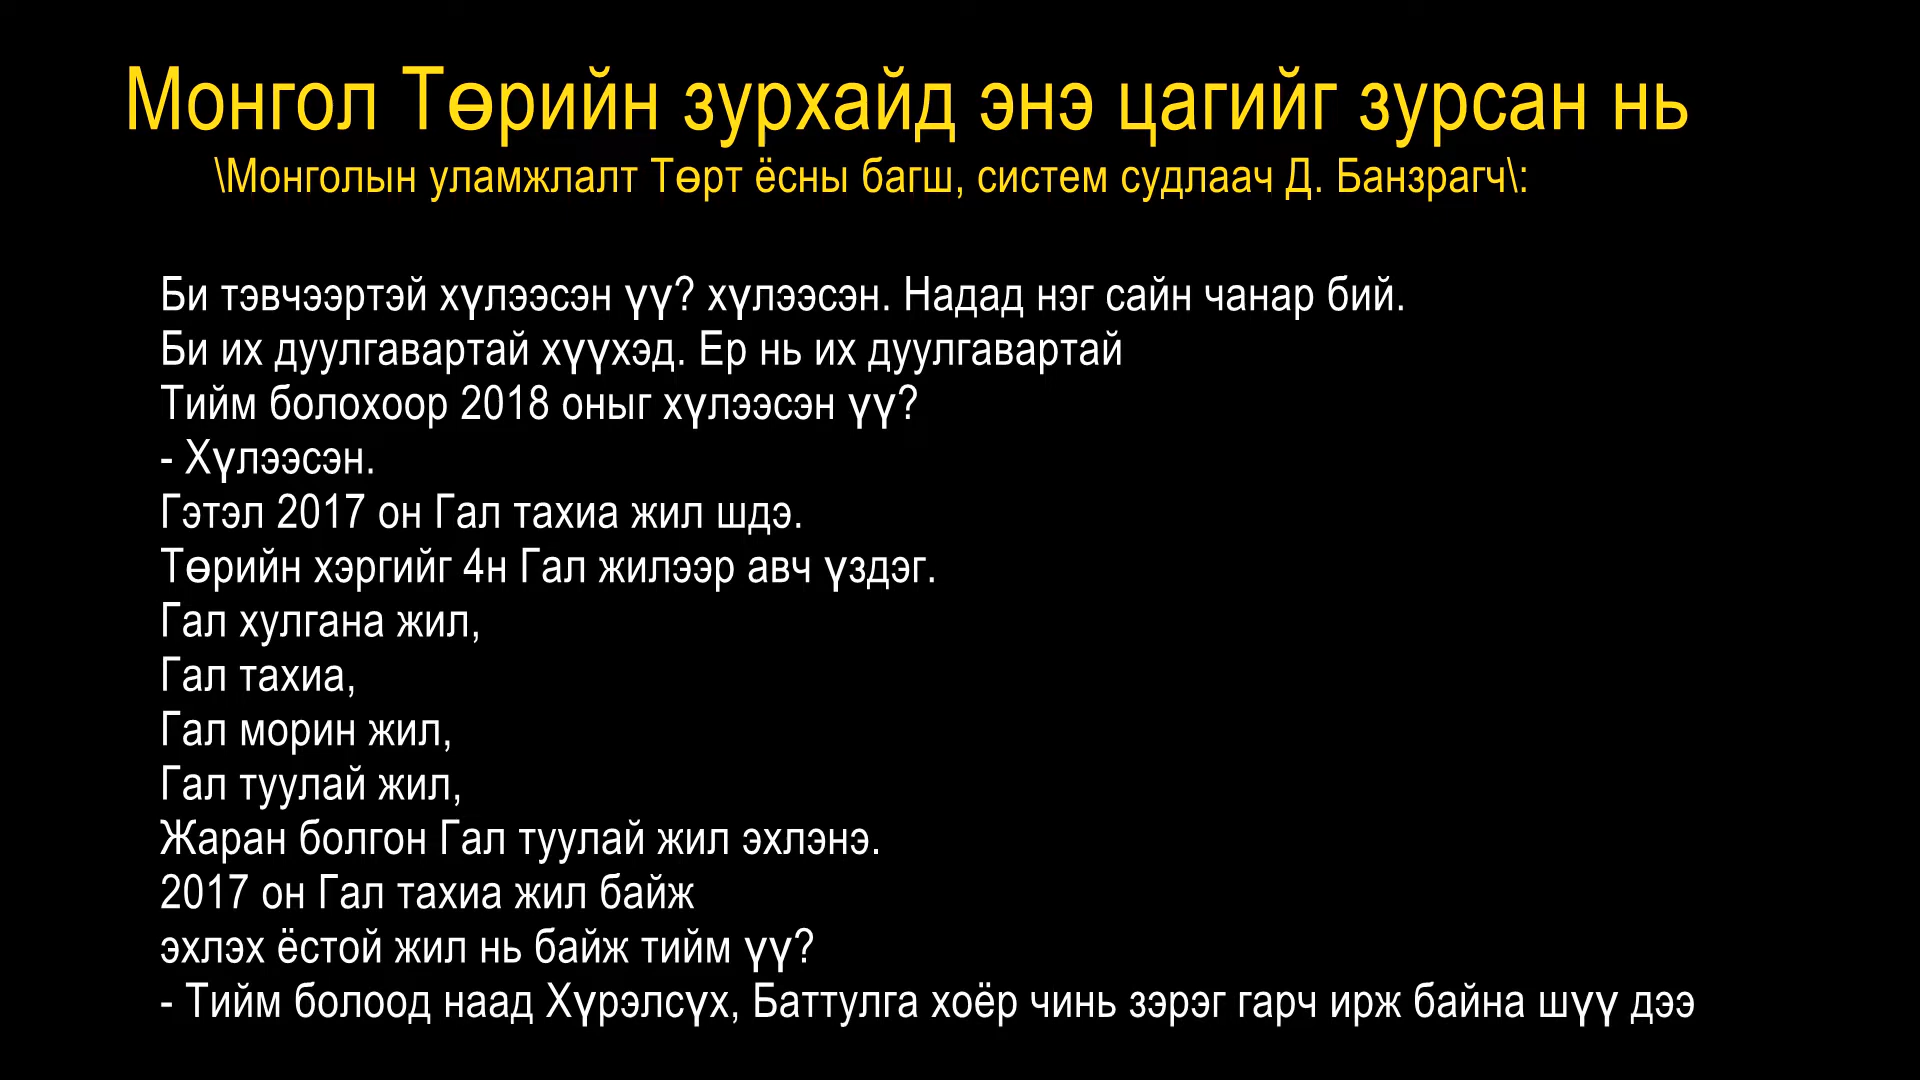 Монгол Төрийн зурхайд энэ цагийг зурсан нь
\Монголын уламжлалт Төрт ёсны багш, систем судлаач Д. Банзрагч\:
Би тэвчээртэй хүлээсэн үү? хүлээсэн. Надад нэг сайн чанар бий.
Би их дуулгавартай хүүхэд. Ер нь их дуулгавартай
Тийм болохоор 2018 оныг хүлээсэн үү?
- Хүлээсэн.
Гэтэл 2017 он Гал тахиа жил шдэ.
Төрийн хэргийг 4н Гал жилээр авч үздэг.
Гал хулгана жил,
Гал тахиа,
Гал морин жил,
Гал туулай жил,
Жаран болгон Гал туулай жил эхлэнэ.
2017 он Гал тахиа жил байж
эхлэх ёстой жил нь байж тийм үү?
- Тийм болоод наад Хүрэлсүх, Баттулга хоёр чинь зэрэг гарч ирж байна шүү дээ